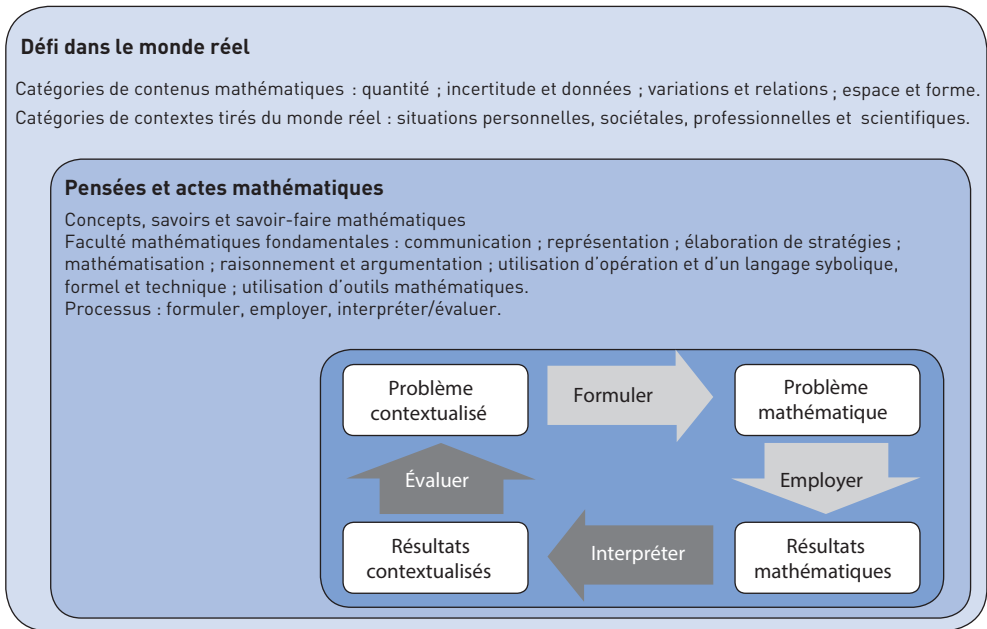 Défi dans le monde réel
Catégories de contenus mathématiques : quantité ; incertitude et données ; variations et relations ; espace et forme.
Catégories de contextes tirés du monde réel : situations personnelles, sociétales, professionnelles et scientifiques.
Pensées et actes mathématiques
Concepts, savoirs et savoir-faire mathématiques
Faculté mathématiques fondamentales : communication ; représentation ; élaboration de stratégies ;
mathématisation ; raisonnement et argumentation ; utilisation d'opération et d'un langage sybolique,
formel et technique ; utilisation d'outils mathématiques.
Processus : formuler, employer, interpréter/évaluer.
Problème
contextualisé
Formuler
Problème
mathématique
Évaluer
Employer
Résultats
contextualisés
Interpréter
Résultats
mathématiques